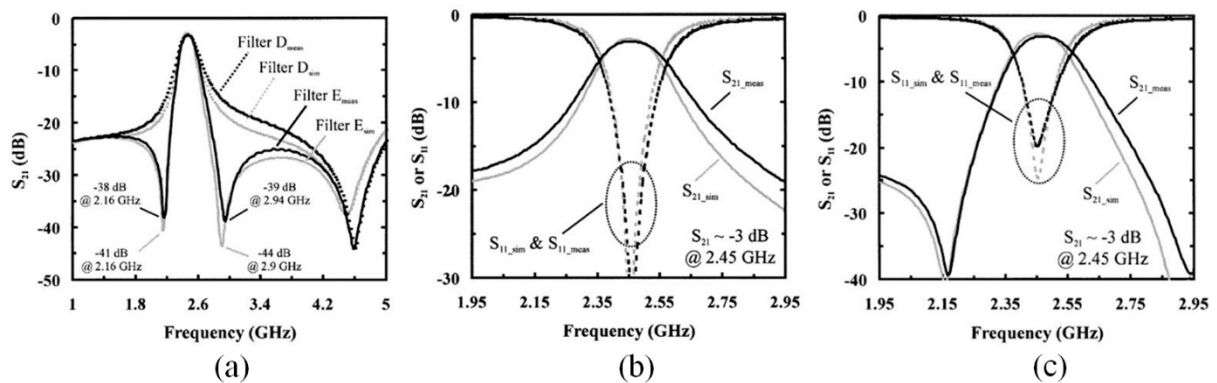 0
-10
-20
-30
-40
-50
S21 (dB)
Filter Dmeas
Filter Dsim
Filter Emeas
Filter Esim
-38 dB
@ 2.16 GHz
-39 dB
@ 2.94 GHz
-41 dB
@ 2.16 GHz
-44 dB
@ 2.9 GHz
1 1.8 2.6 3.4 4.2 5
Frequency (GHz)
(a)
0
-10
-20
-30
S21 or S11 (dB)
S21_meas
S21_sim
S11_sim & S11_meas
S21 ~ -3 dB
@ 2.45 GHz
1.95 2.15 2.35 2.55 2.75 2.95
Frequency (GHz)
(b)
0
-10
-20
-30
-40
S21 or S11 (dB)
S11_sim & S11_meas
S21_meas
S21_sim
S21 ~ -3 dB
@ 2.45 GHz
1.95 2.15 2.35 2.55 2.75 2.95
Frequency (GHz)
(c)